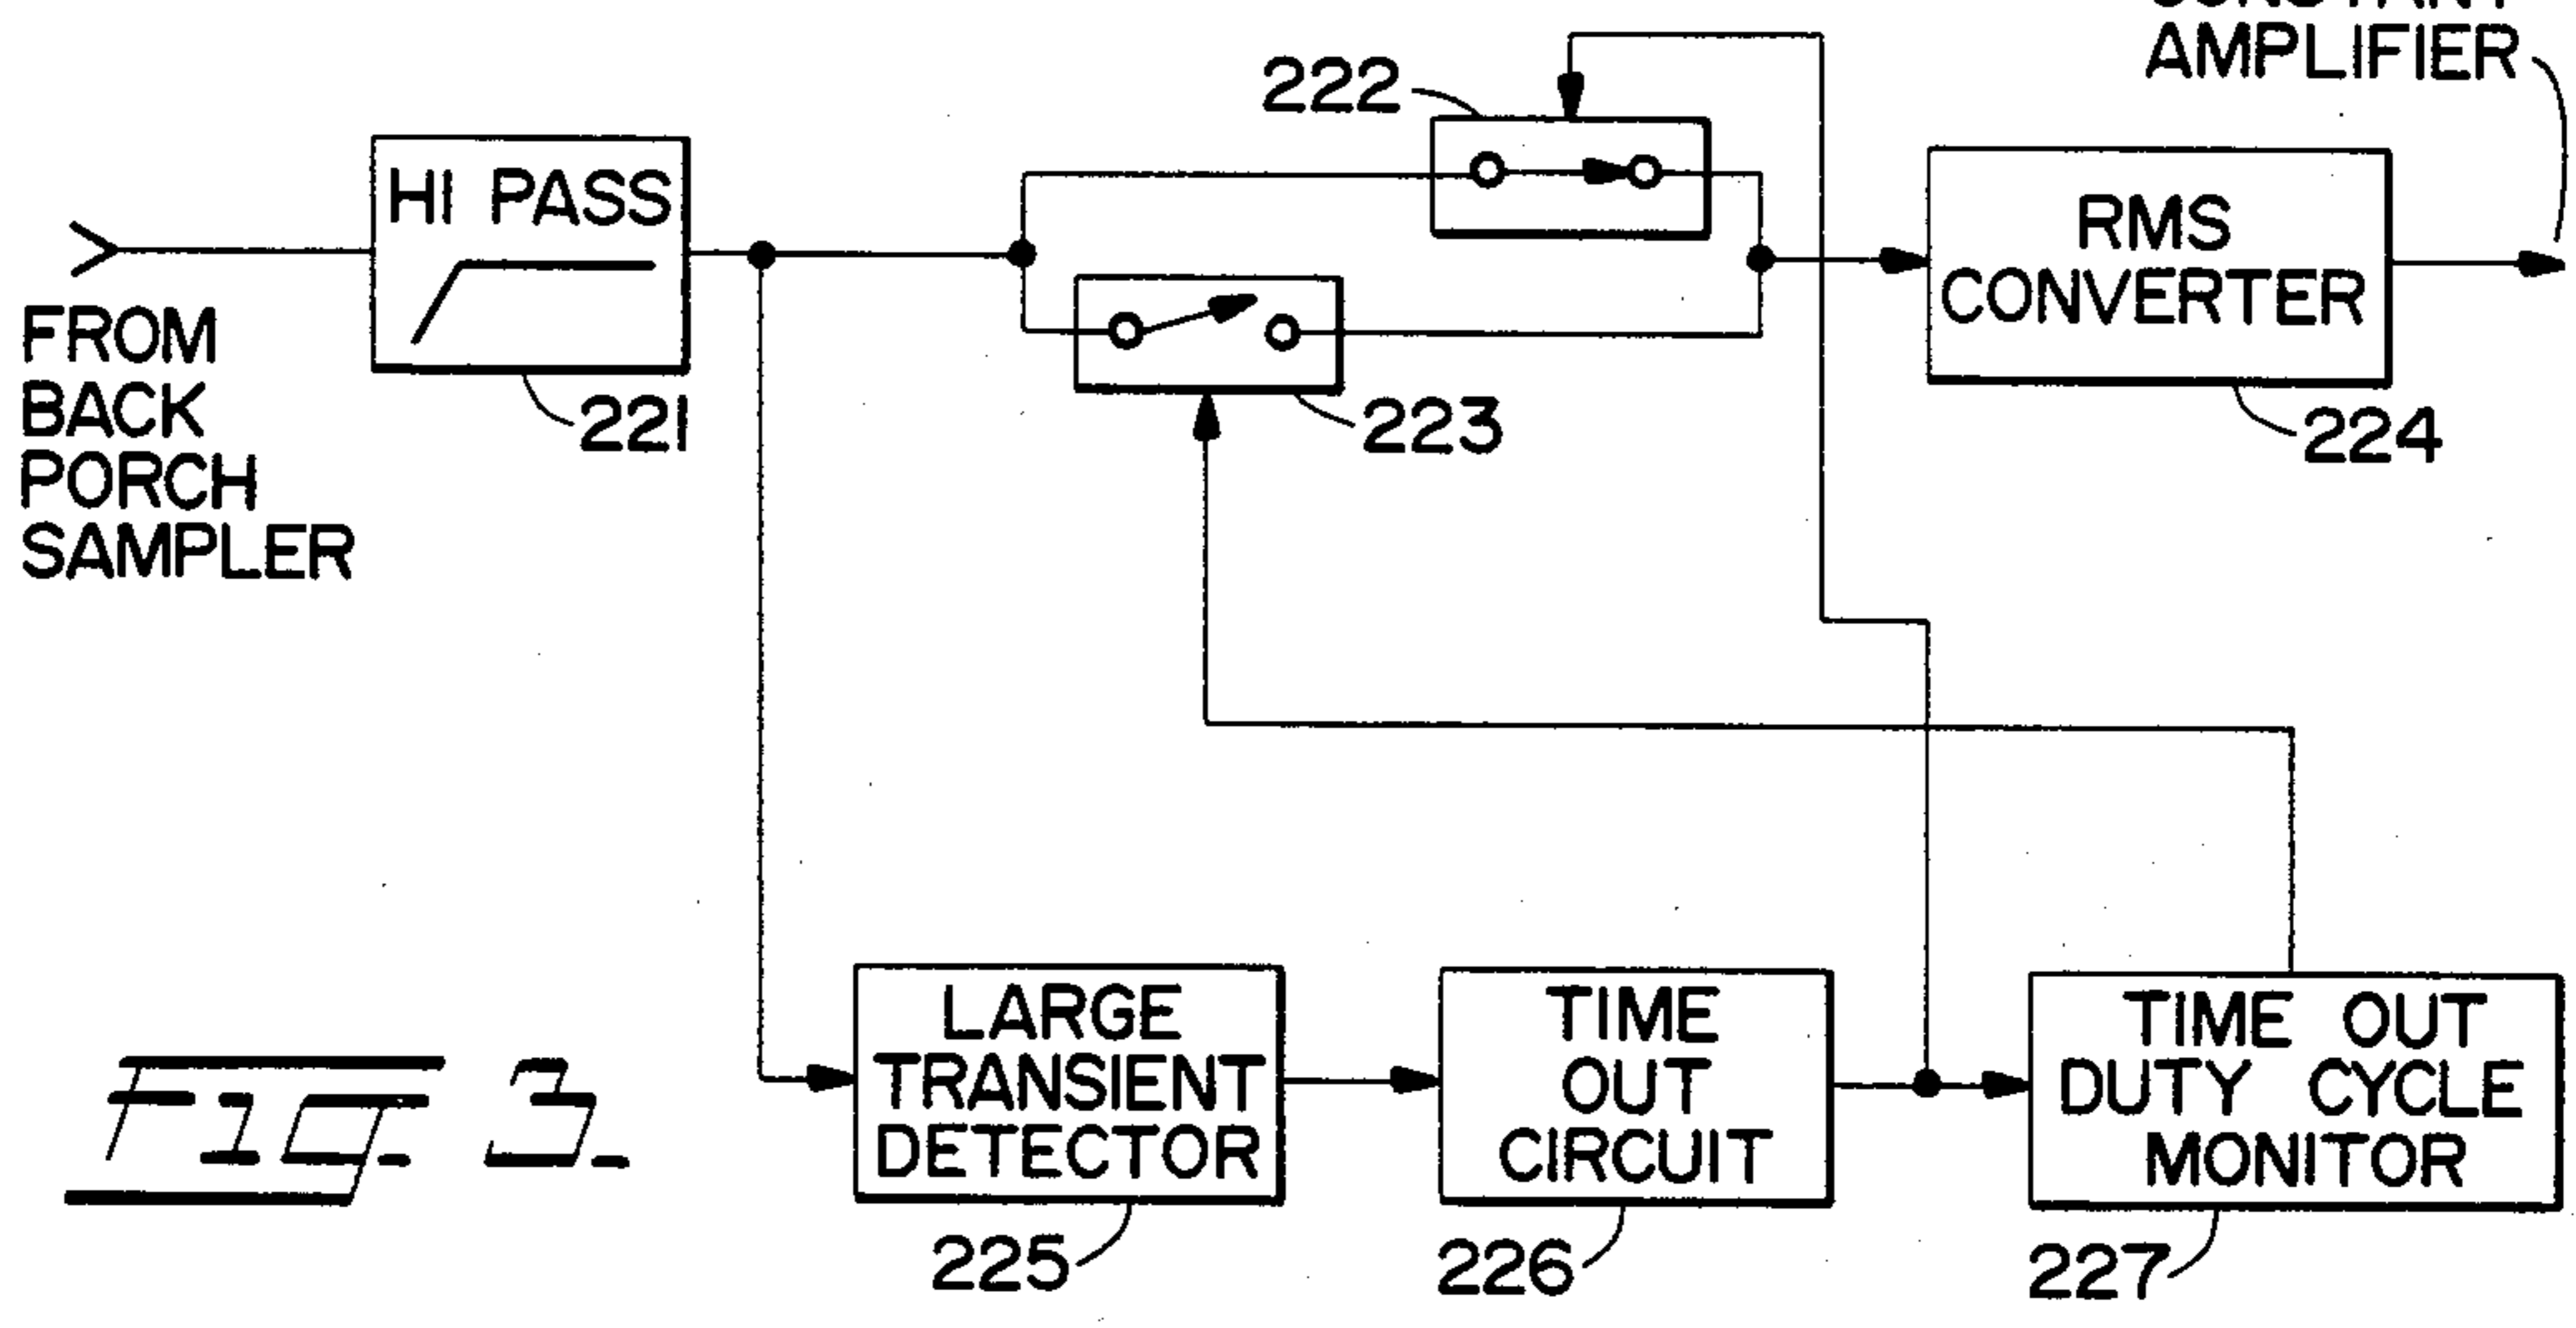 AMPLIFIER
222
HI PASS
RMS
CONVERTER
FROM
BACK
PORCH
SAMPLER
221
223
224
LARGE
TRANSIENT
DETECTOR
TIME
OUT
CIRCUIT
TIME OUT
DUTY CYCLE
MONITOR
Fig. 3.
225
226
227